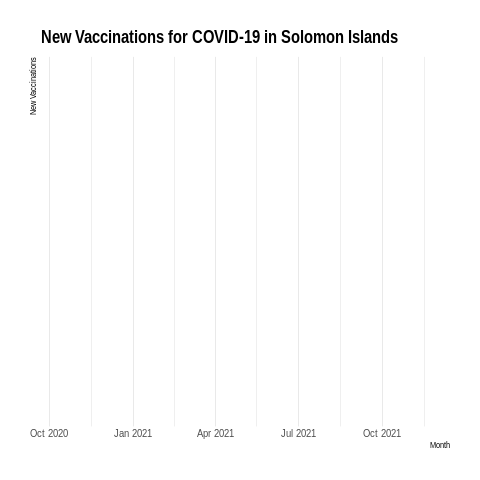 New Vaccinations for COVID-19 in Solomon Islands
New Vaccinations
Oct 2020 Jan 2021 Apr 2021 Jul 2021 Oct 2021
Month